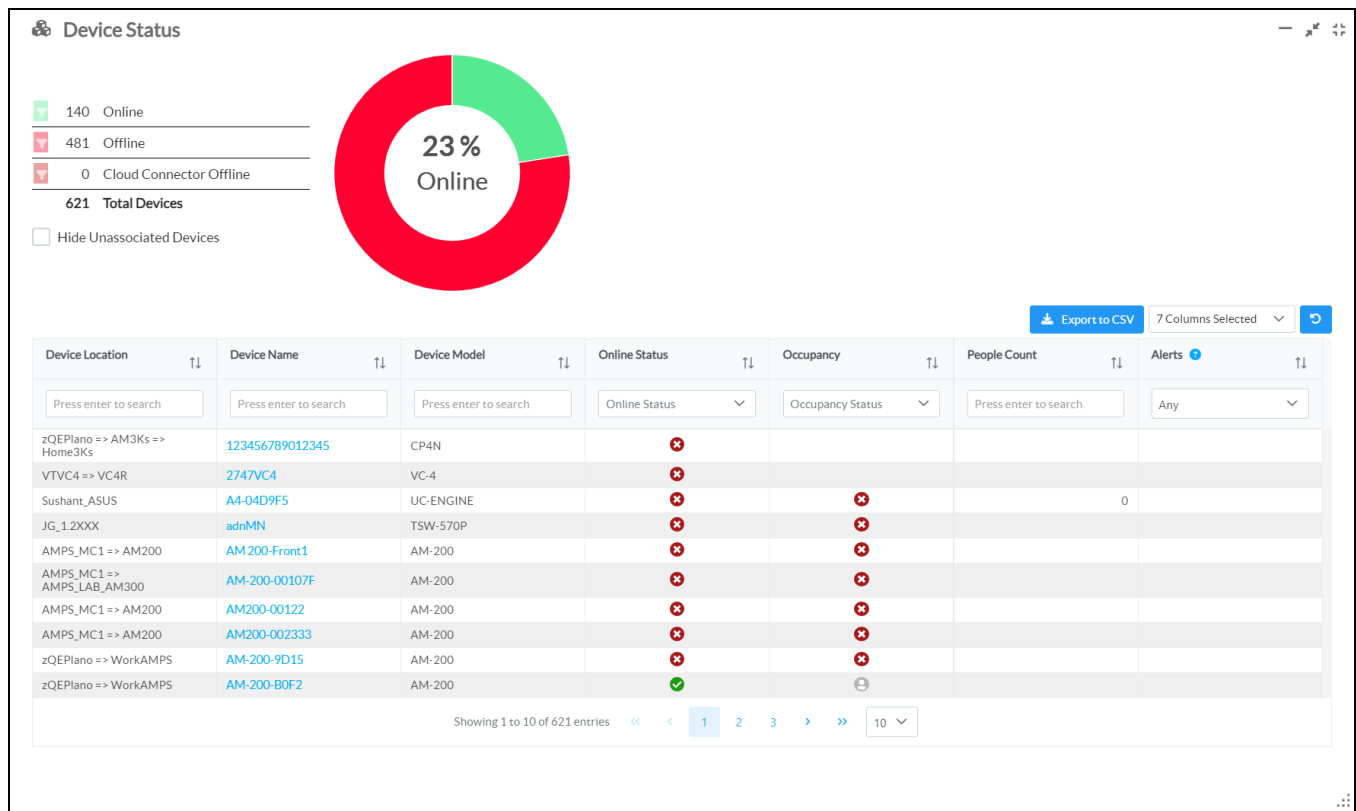 Device Status
140 Online
481 Offline
0 Cloud Connector Offline
621 Total Devices
Hide Unassociated Devices
23 %
Online
Export to CSV 7 Columns Selected
Device Location Device Name Device Model Online Status Occupancy People Count Alerts ?
Press enter to search Press enter to search Press enter to search Online Status Occupancy Status Press enter to search Any
zQEPlano => AM3Ks =>
Home3Ks 123456789012345 CP4N
VTVC4 => VC4R 2747VC4 VC-4
Sushant_ASUS A4-04D9F5 UC-ENGINE 0
JG_1.2XXX adnMN TSW-570P
AMPS_MC1 => AM200 AM 200-Front1 AM-200
AMPS_MC1 =>
AMPS_LAB_AM300 AM-200-00107F AM-200
AMPS_MC1 => AM200 AM200-00122 AM-200
AMPS_MC1 => AM200 AM200-002333 AM-200
zQEPlano => WorkAMPS AM-200-9D15 AM-200
zQEPlano => WorkAMPS AM-200-B0F2 AM-200
Showing 1 to 10 of 621 entries « ‹ 1 2 3 › » 10